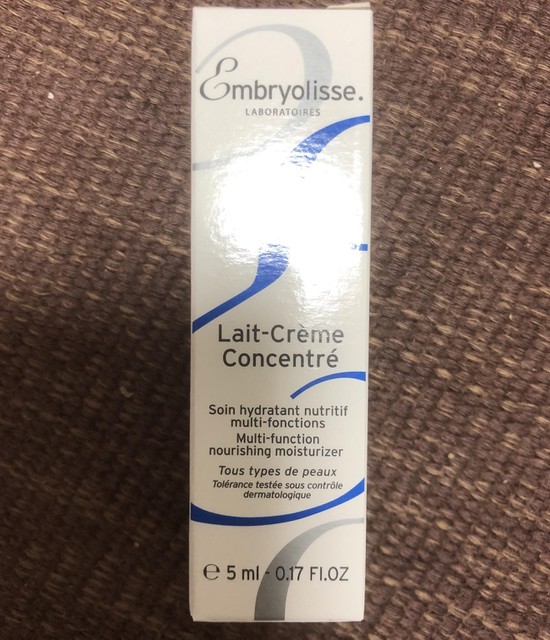 Embryolisse.
LABORATOIRES
Lait-Crème
Concentré
Soin hydratant nutritif
multi-fonctions
Multi-function
nourishing moisturizer
Tous types de peaux
Tolérance testée sous contrôle
dermatologique
℮ 5 ml - 0.17 Fl.OZ